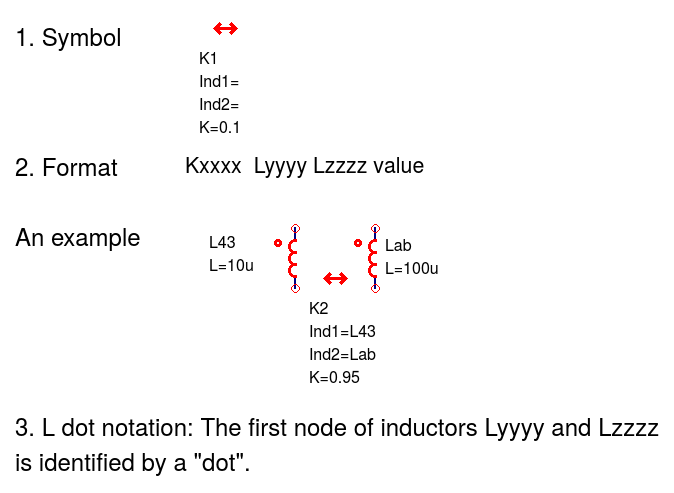 1. Symbol
K1
Ind1=
Ind2=
K=0.1
2. Format
Kxxxx Lyyyy Lzzzz value
An example
L43
L=10u
Lab
L=100u
K2
Ind1=L43
Ind2=Lab
K=0.95
3. L dot notation: The first node of inductors Lyyyy and Lzzzz
is identified by a "dot".